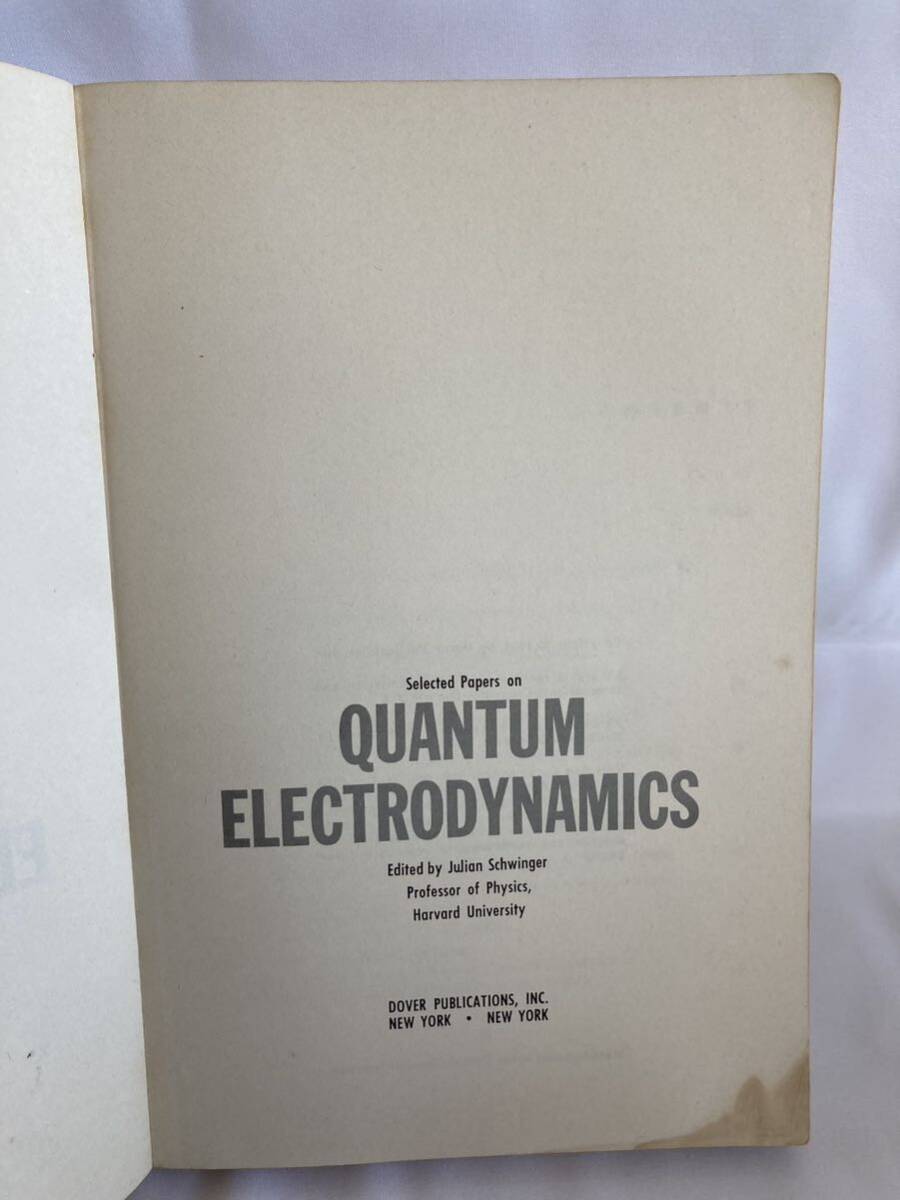 Selected Papers on
QUANTUM
ELECTRODYNAMICS
Edited by Julian Schwinger
Professor of Physics,
Harvard University
DOVER PUBLICATIONS, INC.
NEW YORK • NEW YORK